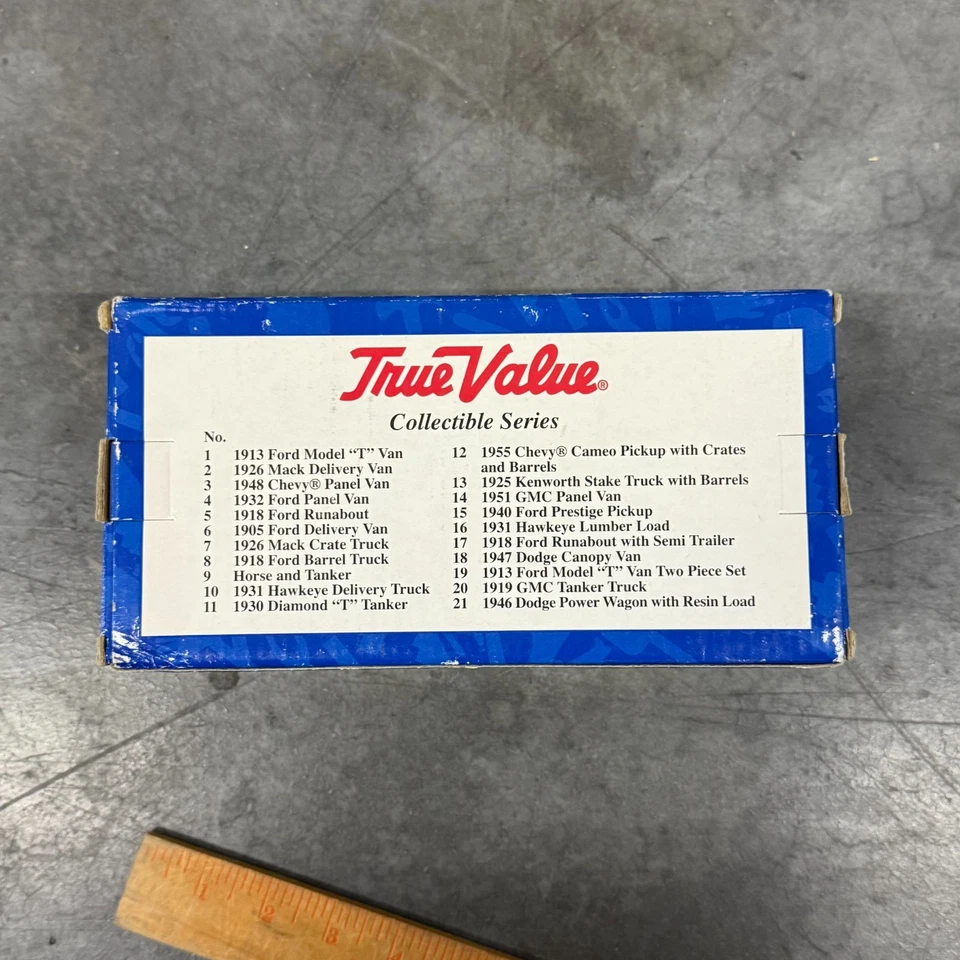 True Value®
Collectible Series
No.
1 1913 Ford Model “T” Van
2 1926 Mack Delivery Van
3 1948 Chevy® Panel Van
4 1932 Ford Panel Van
5 1918 Ford Runabout
6 1905 Ford Delivery Van
7 1926 Mack Crate Truck
8 1918 Ford Barrel Truck
9 Horse and Tanker
10 1931 Hawkeye Delivery Truck
11 1930 Diamond “T” Tanker
12 1955 Chevy® Cameo Pickup with Crates
and Barrels
13 1925 Kenworth Stake Truck with Barrels
14 1951 GMC Panel Van
15 1940 Ford Prestige Pickup
16 1931 Hawkeye Lumber Load
17 1918 Ford Runabout with Semi Trailer
18 1947 Dodge Canopy Van
19 1913 Ford Model “T” Van Two Piece Set
20 1919 GMC Tanker Truck
21 1946 Dodge Power Wagon with Resin Load
1 2 3 4